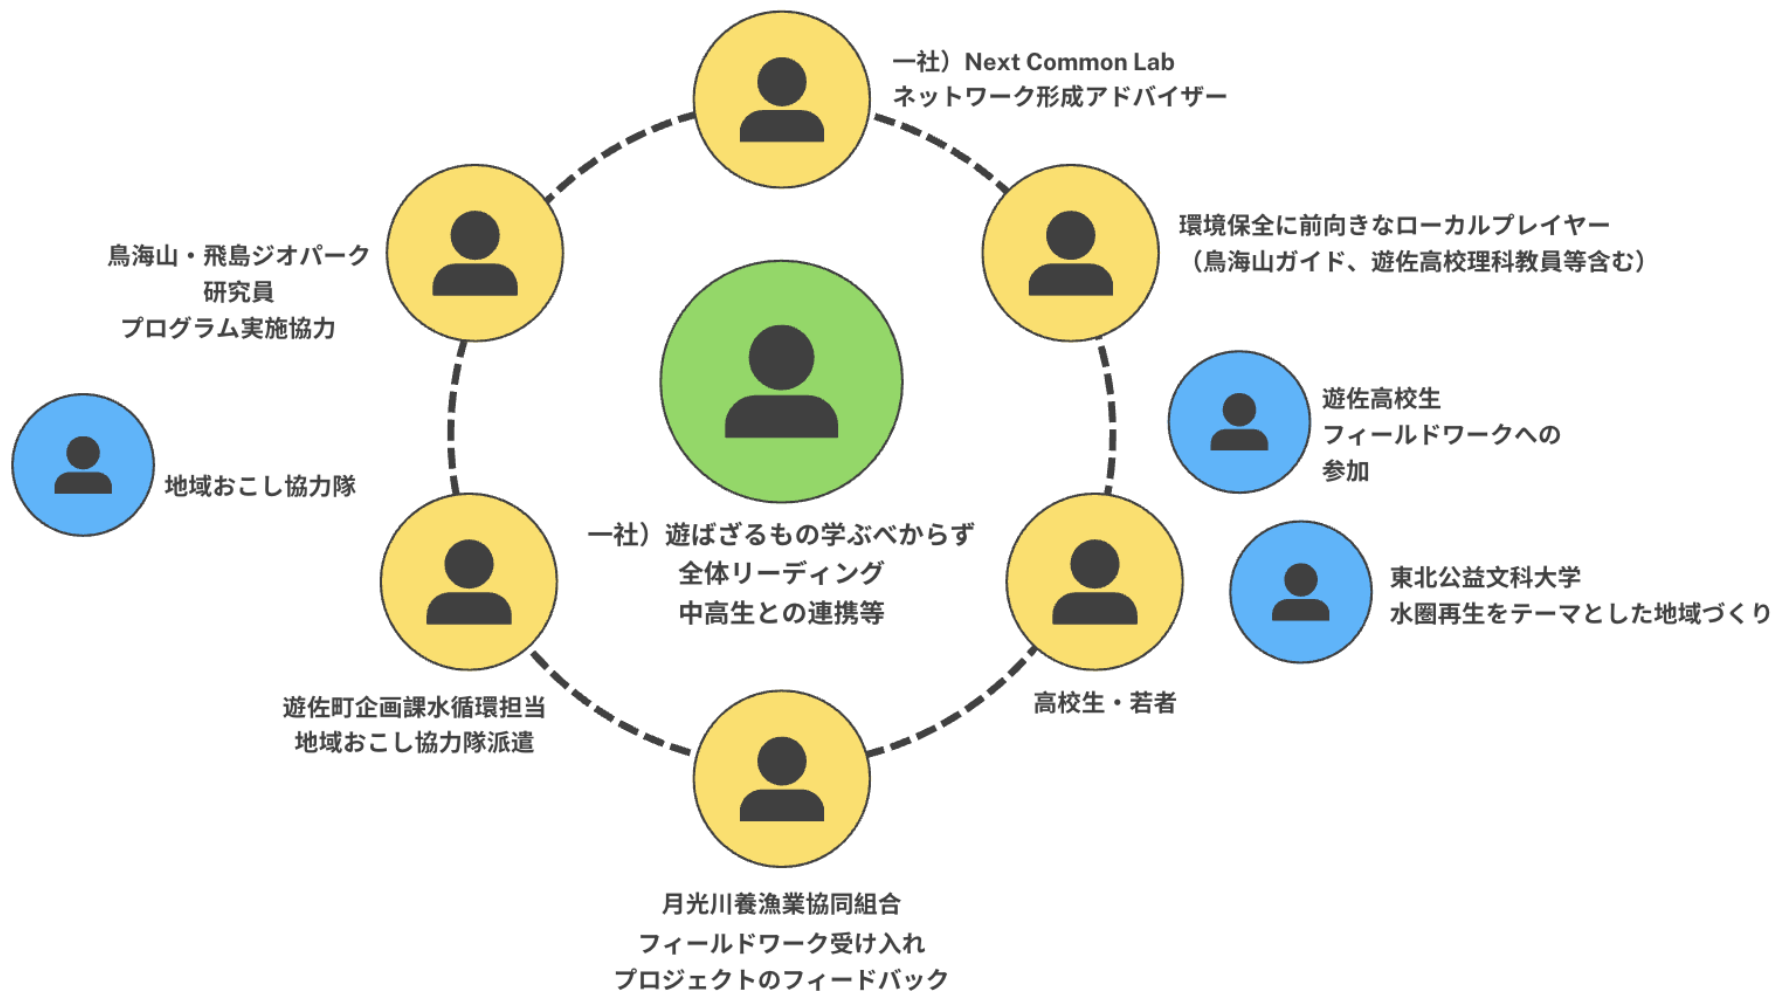 一社）Next Common Lab
ネットワーク形成アドバイザー
環境保全に前向きなローカルプレイヤー
（鳥海山ガイド、遊佐高校理科教員等含む）
鳥海山・飛島ジオパーク
研究員
プログラム実施協力
遊佐高校生
フィールドワークへの
参加
地域おこし協力隊
一社）遊ばざるもの学ぶべからず
全体リーディング
中高生との連携等
東北公益文科大学
水圏再生をテーマとした地域づくり
遊佐町企画課水循環担当
地域おこし協力隊派遣
高校生・若者
月光川養漁業協同組合
フィールドワーク受け入れ
プロジェクトのフィードバック